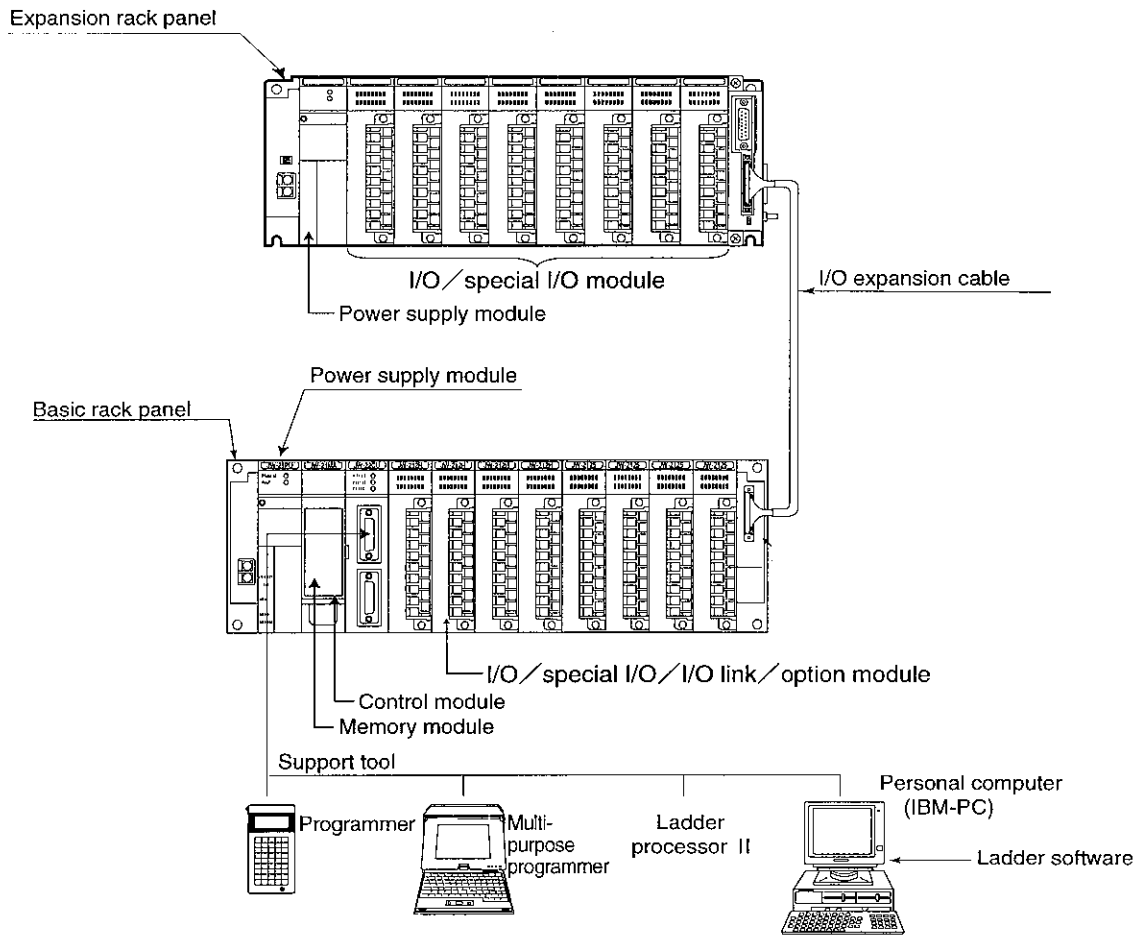 Expansion rack panel
I/O／special I/O module
I/O expansion cable
Power supply module
Power supply module
Basic rack panel
I/O／special I/O／I/O link／option module
Control module
Memory module
Support tool
Programmer
Multi-
purpose
programmer
Ladder
processor II
Personal computer
(IBM-PC)
Ladder software